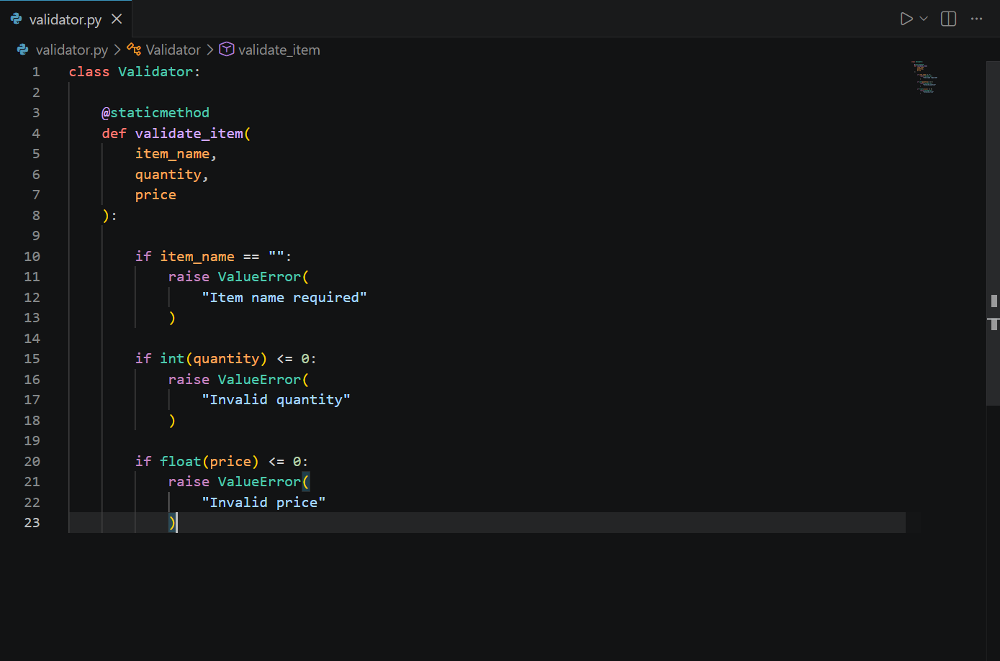 validator.py
validator.py > Validator > validate_item
1 class Validator:
2
3     @staticmethod
4     def validate_item(
5         item_name,
6         quantity,
7         price
8     ):
9
10         if item_name == "":
11             raise ValueError(
12                 "Item name required"
13             )
14
15         if int(quantity) <= 0:
16             raise ValueError(
17                 "Invalid quantity"
18             )
19
20         if float(price) <= 0:
21             raise ValueError(
22                 "Invalid price"
23             )